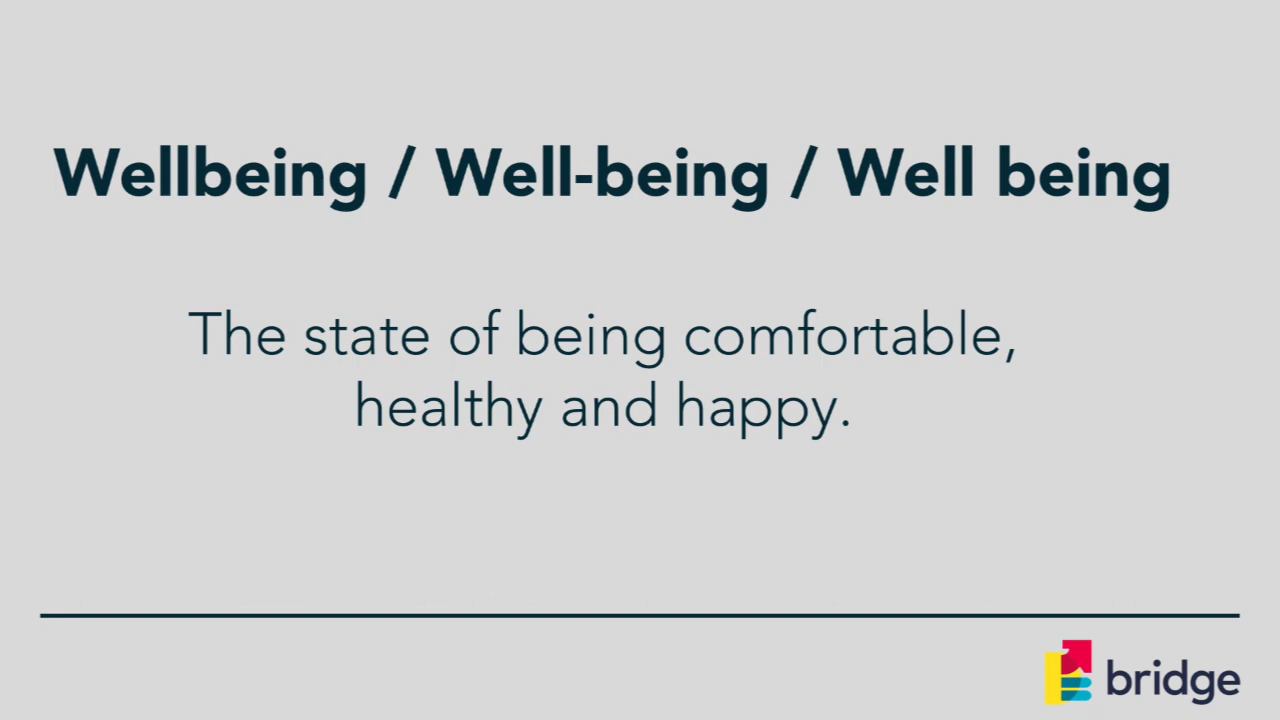 Wellbeing / Well-being / Well being
The state of being comfortable,
healthy and happy.
bridge